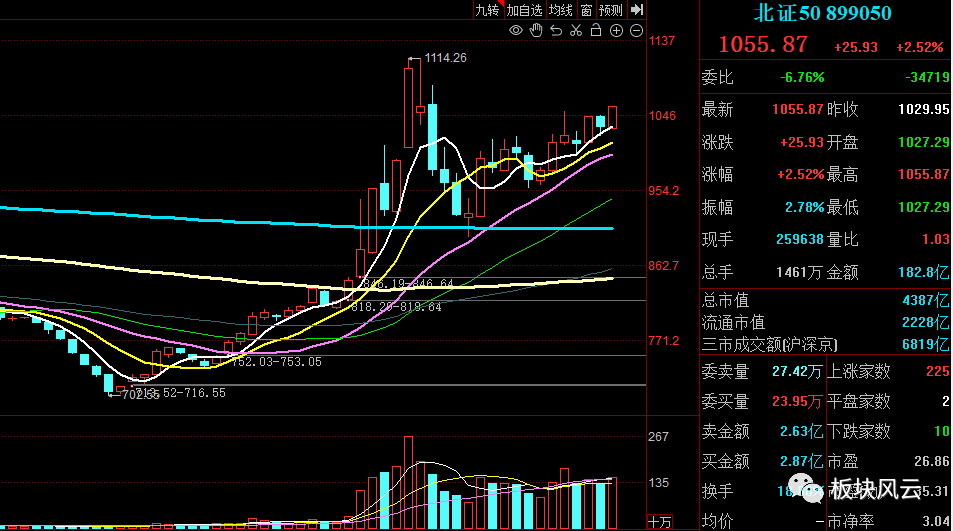 九转 加自选 均线 窗 预测
北证50 899050
1055.87 +25.93 +2.52%
委比 -6.76% -34719
最新 1055.87 昨收 1029.95
涨跌 +25.93 开盘 1027.29
涨幅 +2.52% 最高 1055.87
振幅 2.78% 最低 1027.29
现手 259638 量比 1.03
总手 1461万 金额 182.8亿
总市值 4387亿
流通市值 2228亿
三市成交额(沪深京) 6819亿
委卖量 27.42万 上涨家数 225
委买量 23.95万 平盘家数 2
卖金额 2.63亿 下跌家数 10
买金额 2.87亿 市盈 26.86
换手
均价 — 市净率 3.04
板块风云
1137
1114.26
1046
954.2
862.7
846.19-846.64
818.29-819.64
771.2
752.03-753.05
702.55
52-716.55
267
135
十万